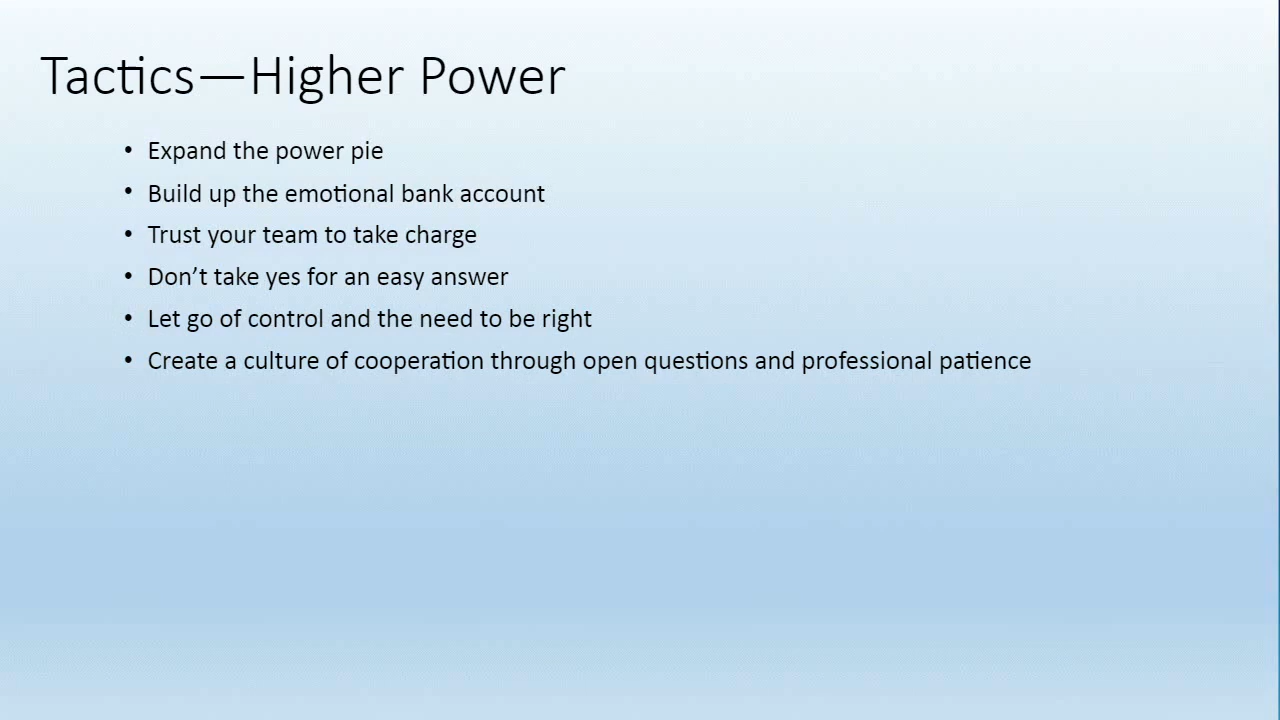 Tactics—Higher Power
• Expand the power pie
• Build up the emotional bank account
• Trust your team to take charge
• Don’t take yes for an easy answer
• Let go of control and the need to be right
• Create a culture of cooperation through open questions and professional patience